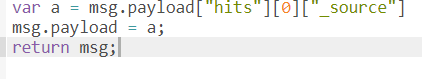 var a = msg.payload["hits"][0]["_source"]
msg.payload = a;
return msg;